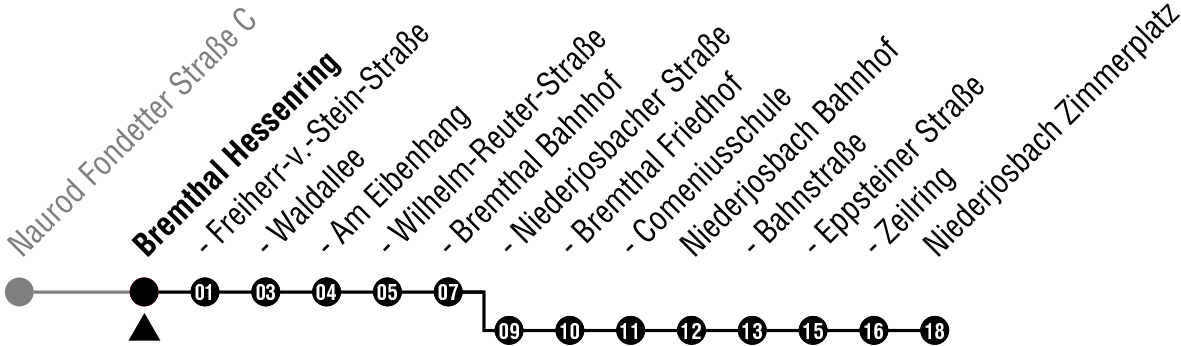 Naurod Fondetter Straße C
Bremthal Hessenring
- Freiherr-v.-Stein-Straße
- Waldallee
- Am Eibenhang
- Wilhelm-Reuter-Straße
- Bremthal Bahnhof
- Niederjosbacher Straße
- Bremthal Friedhof
- Comeniusschule
Niederjosbach Bahnhof
- Bahnstraße
- Eppsteiner Straße
- Zeilring
Niederjosbach Zimmerplatz
01 03 04 05 07
09 10 11 12 13 15 16 18